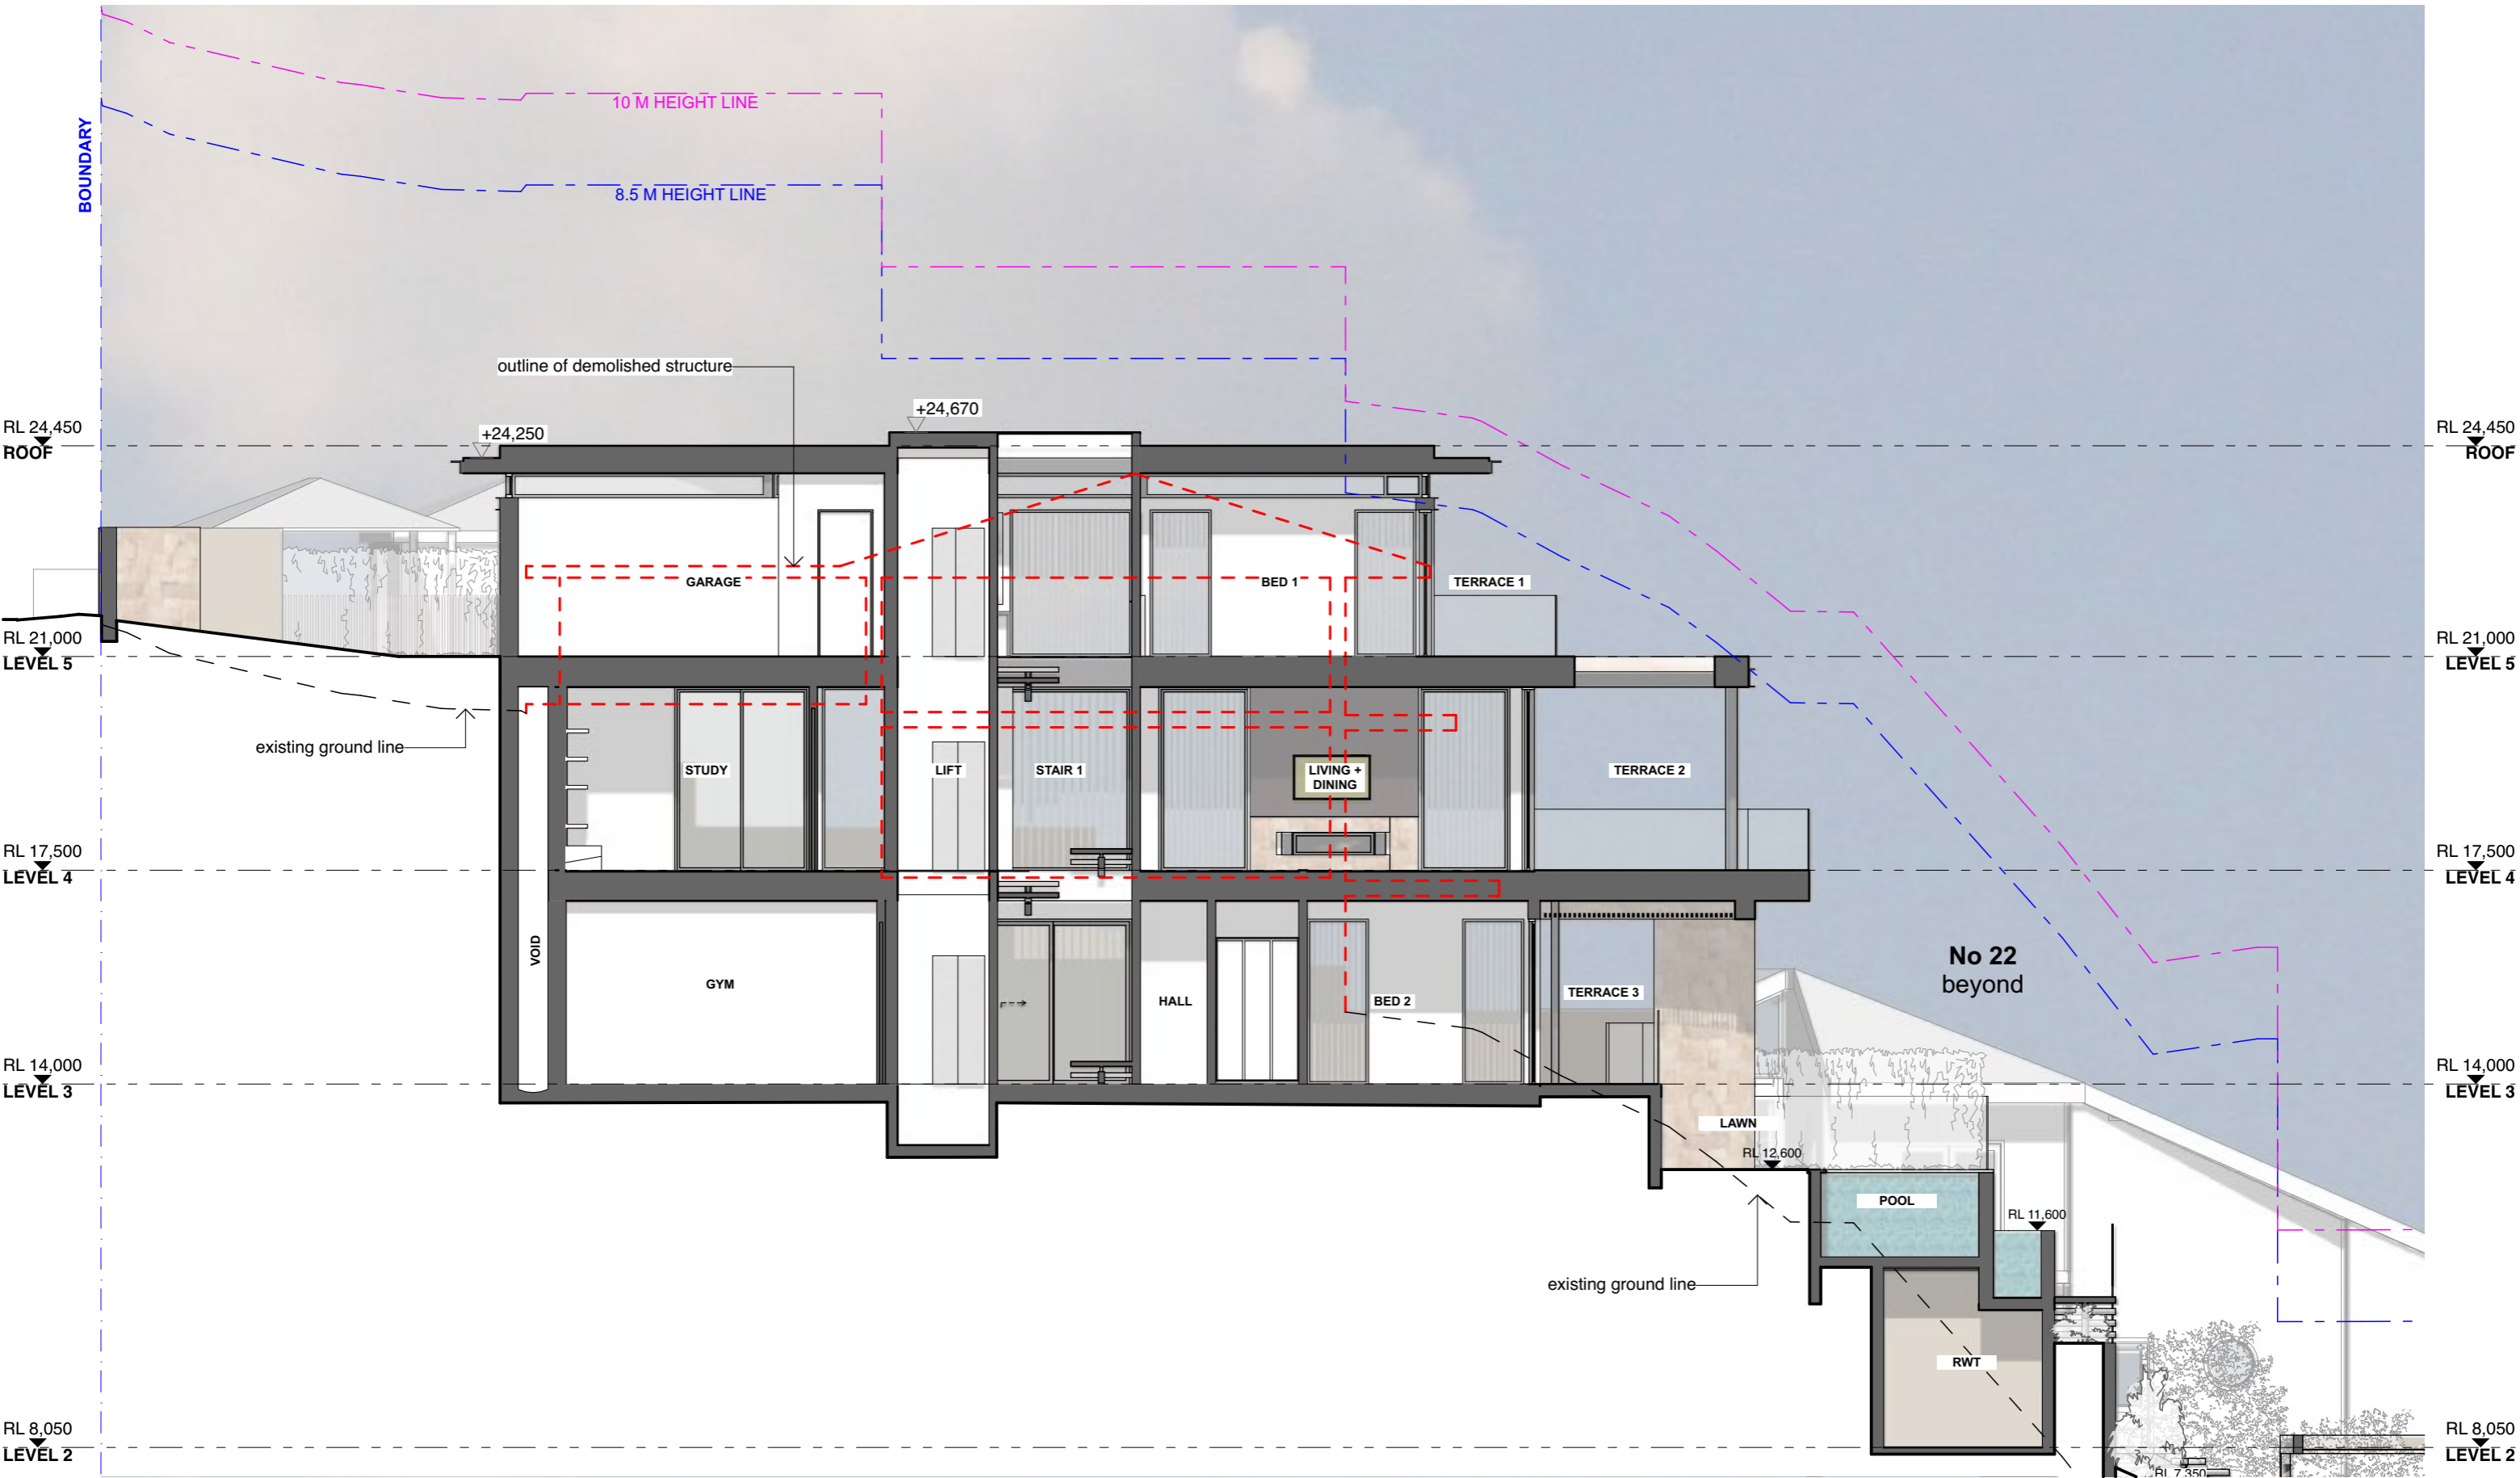 10 M HEIGHT LINE
BOUNDARY
8.5 M HEIGHT LINE
outline of demolished structure
+24,670
+24,250
RL 24,450
ROOF
RL 24,450
ROOF
GARAGE
BED 1
TERRACE 1
RL 21,000
LEVEL 5
RL 21,000
LEVEL 5
existing ground line
STUDY
LIFT
STAIR 1
LIVING +
DINING
TERRACE 2
RL 17,500
LEVEL 4
RL 17,500
LEVEL 4
VOID
GYM
HALL
BED 2
TERRACE 3
No 22
beyond
RL 14,000
LEVEL 3
RL 14,000
LEVEL 3
LAWN
RL 12,600
POOL
RL 11,600
existing ground line
RWT
RL 8,050
LEVEL 2
RL 8,050
LEVEL 2
RL 7,350